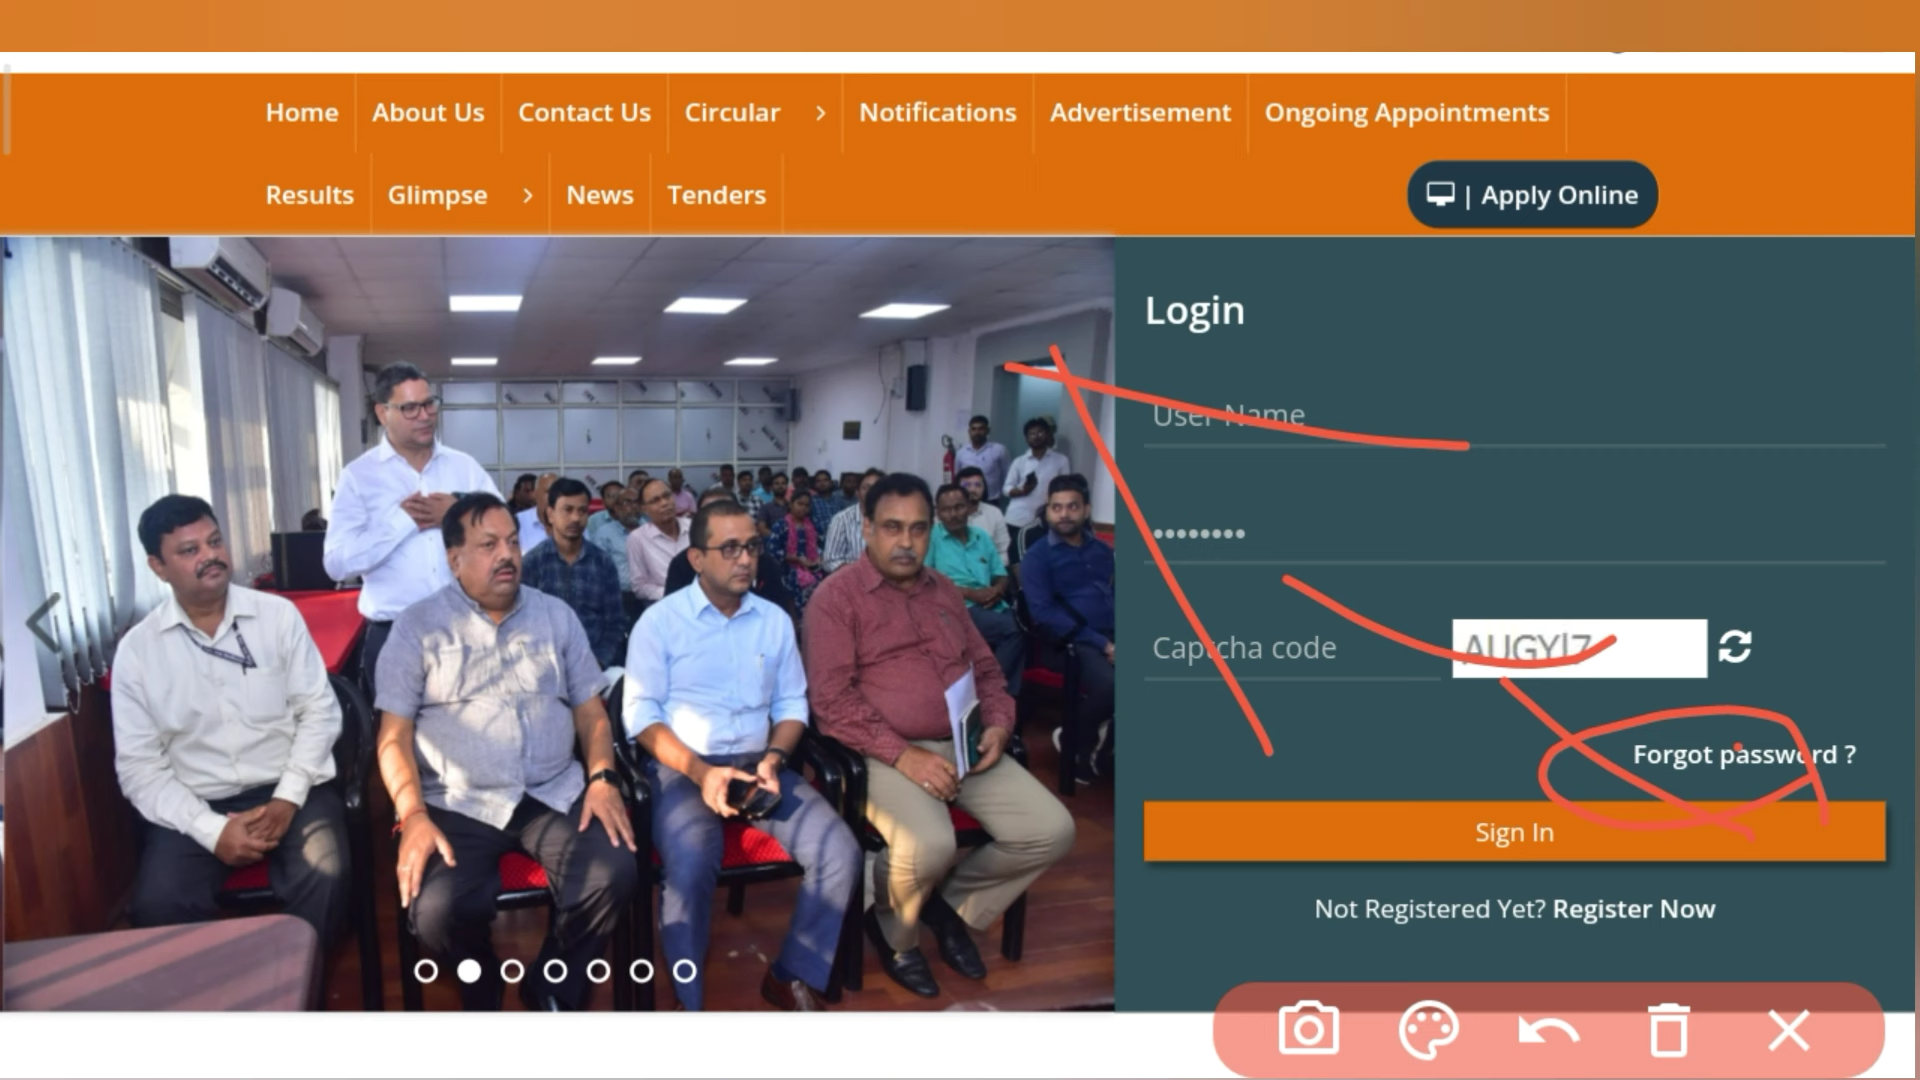 Home About Us Contact Us Circular > Notifications Advertisement Ongoing Appointments
Results Glimpse > News Tenders | Apply Online
Login
User Name
••••••••
Captcha code
Forgot password ?
Sign In
Not Registered Yet? Register Now